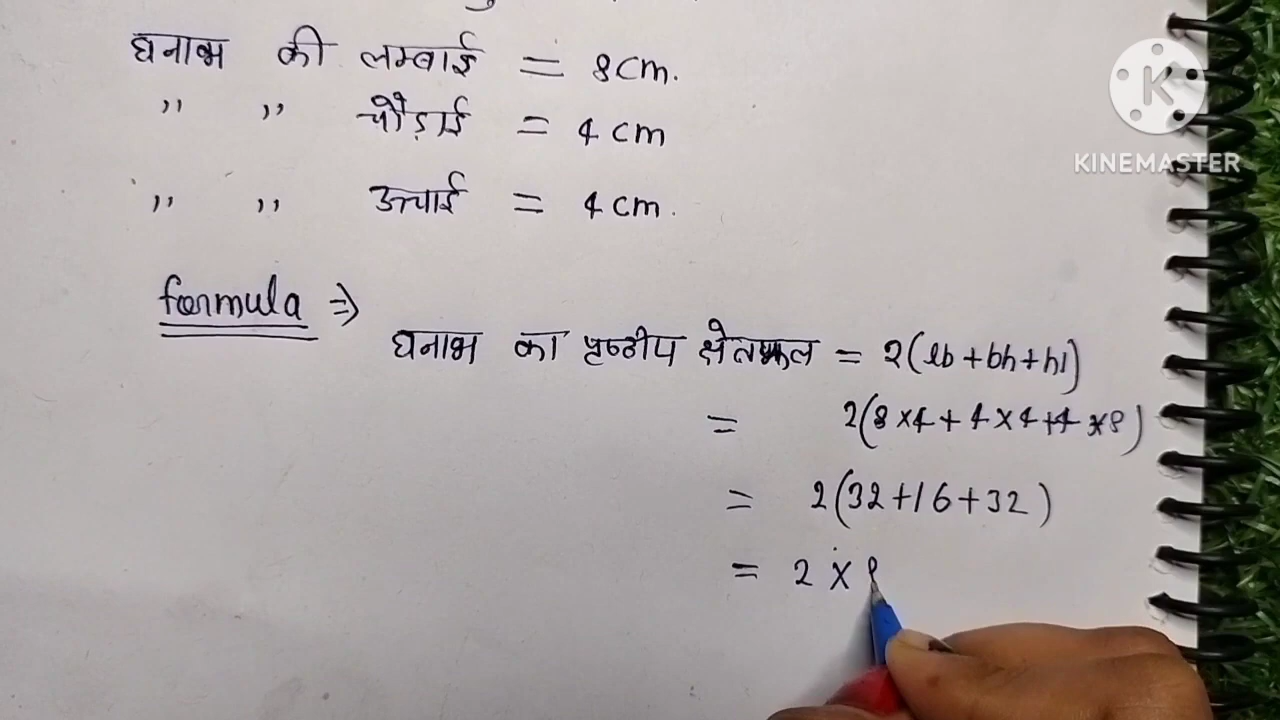 घनाभ की लम्बाई = 8cm.
" " चौड़ाई = 4 cm
" " ऊचाई = 4 cm.
K
KINEMASTER
formula ⇒
घनाभ का पृष्ठीय क्षेत्रफल = 2(lb + bh + hl)
= 2(8 × 4 + 4 × 4 + 4 × 8)
= 2(32 + 16 + 32)
= 2 ×